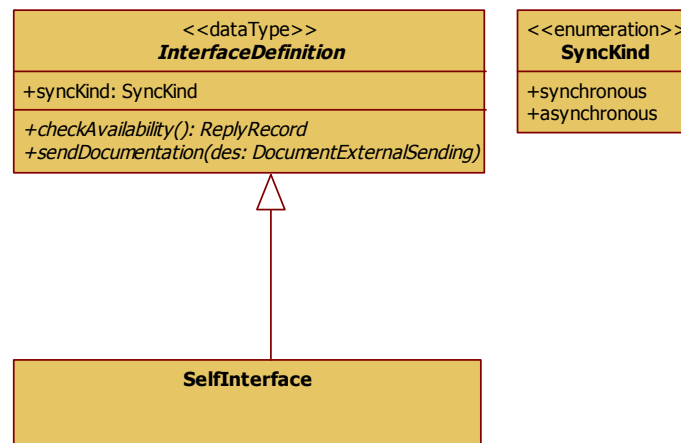 <<dataType>>
InterfaceDefinition
+syncKind: SyncKind
+checkAvailability(): ReplyRecord
+sendDocumentation(des: DocumentExternalSending)
<<enumeration>>
SyncKind
+synchronous
+asynchronous
SelfInterface